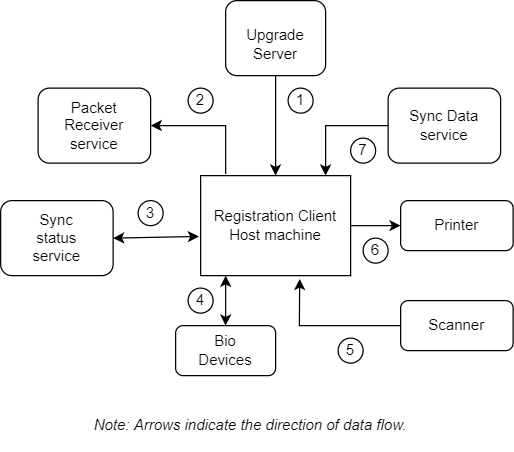 Upgrade
Server
1
2
Packet
Receiver
service
Sync Data
service
7
Sync
status
service
3
Registration Client
Host machine
Printer
6
4
Scanner
5
Bio
Devices
Note: Arrows indicate the direction of data flow.